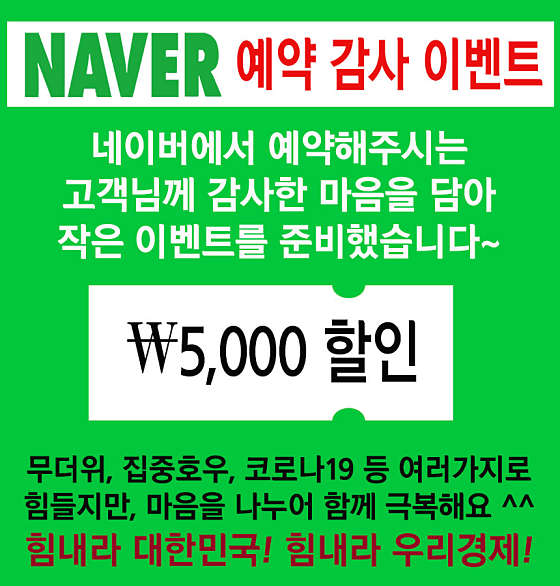 NAVER 예약 감사 이벤트
네이버에서 예약해주시는
고객님께 감사한 마음을 담아
작은 이벤트를 준비했습니다~
₩5,000 할인
무더위, 집중호우, 코로나19 등 여러가지로
힘들지만, 마음을 나누어 함께 극복해요 ^^
힘내라 대한민국! 힘내라 우리경제!